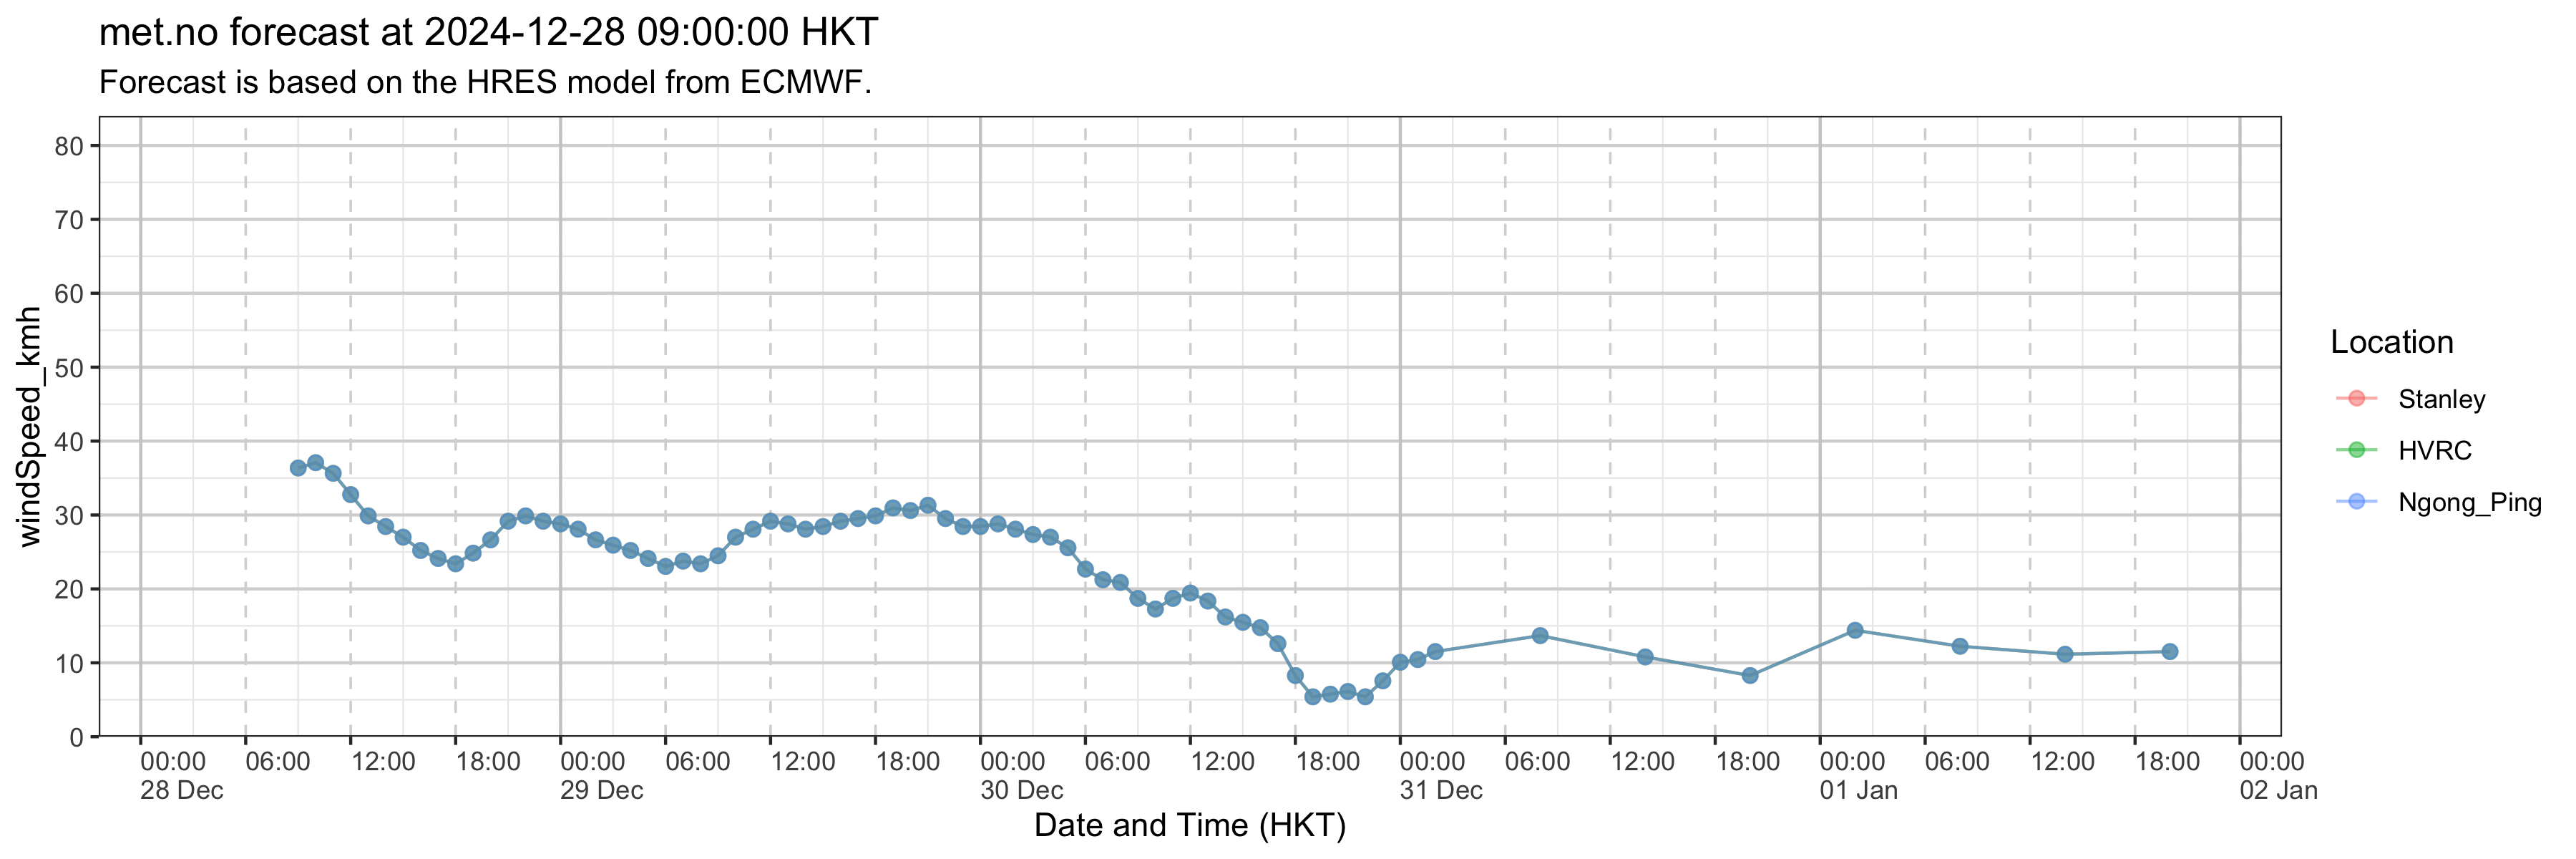 met.no forecast at 2024-12-28 09:00:00 HKT
Forecast is based on the HRES model from ECMWF.
windSpeed_kmh
80
70
60
50
40
30
20
10
0
00:00 06:00 12:00 18:00 00:00 06:00 12:00 18:00 00:00 06:00 12:00 18:00 00:00 06:00 12:00 18:00 00:00 06:00 12:00 18:00 00:00
28 Dec 29 Dec 30 Dec 31 Dec 01 Jan 02 Jan
Date and Time (HKT)
Location
Stanley
HVRC
Ngong_Ping